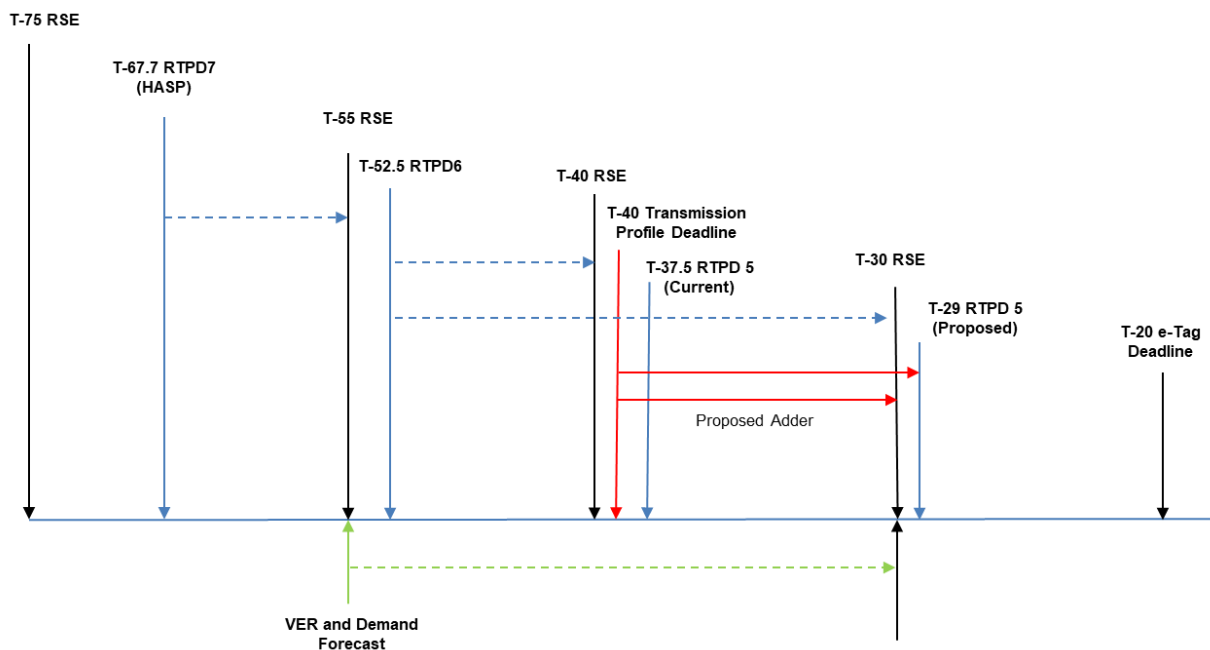 T-75 RSE
T-67.7 RTPD7
(HASP)
T-55 RSE
T-52.5 RTPD6
T-40 RSE
T-40 Transmission
Profile Deadline
T-37.5 RTPD 5
(Current)
T-30 RSE
T-29 RTPD 5
(Proposed)
T-20 e-Tag
Deadline
Proposed Adder
VER and Demand
Forecast